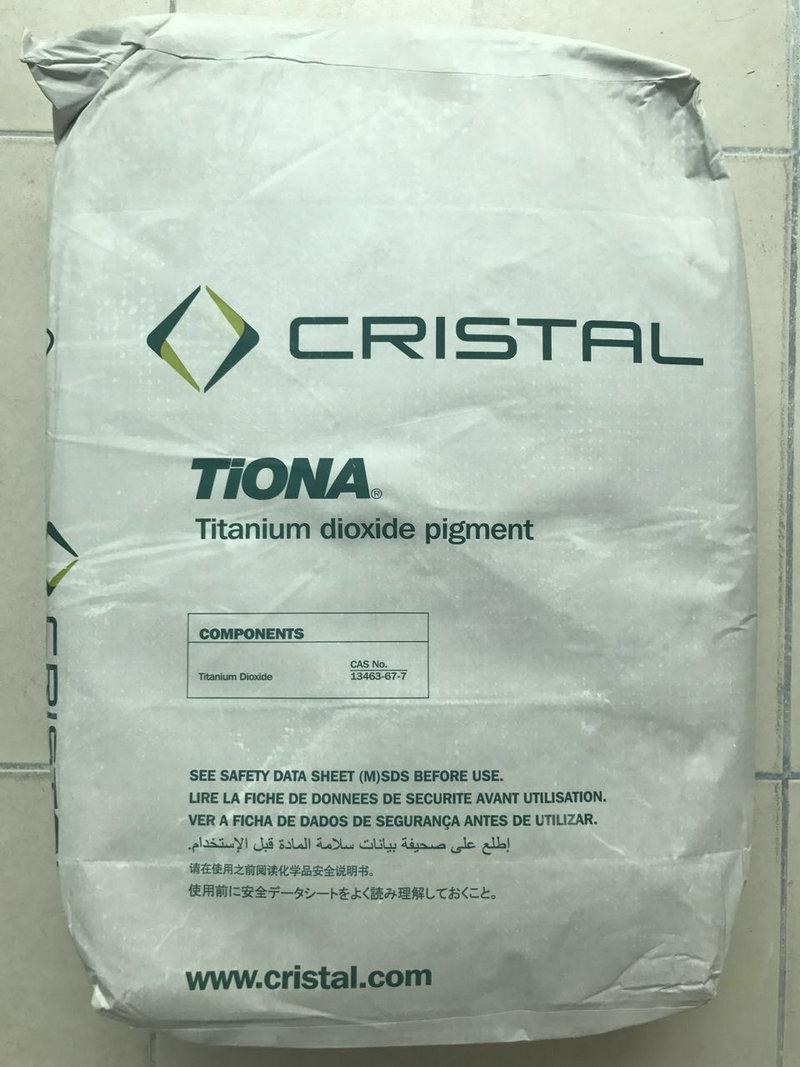 CRISTAL
TiONA®
Titanium dioxide pigment
COMPONENTS
CAS No.
Titanium Dioxide 13463-67-7
SEE SAFETY DATA SHEET (M)SDS BEFORE USE.
LIRE LA FICHE DE DONNEES DE SECURITE AVANT UTILISATION.
VER A FICHA DE DADOS DE SEGURANÇA ANTES DE UTILIZAR.
إطلع على صحيفة بيانات سلامة المادة قبل الإستخدام.
请在使用之前阅读化学品安全说明书。
使用前に安全データシートをよく読み理解しておくこと。
www.cristal.com
CRISTAL